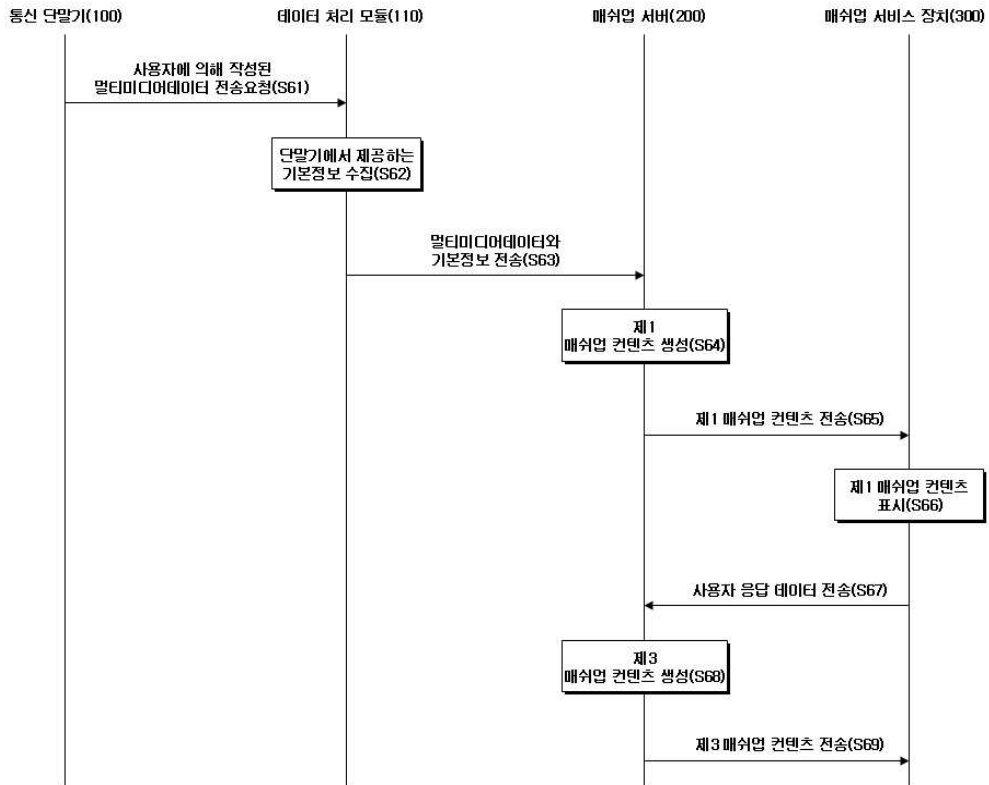 통신 단말기(100)
데이터 처리 모듈(110)
매쉬업 서버(200)
매쉬업 서비스 장치(300)
사용자에 의해 작성된
멀티미디어데이터 전송요청(S61)
단말기에서 제공하는
기본정보 수집(S62)
멀티미디어데이터와
기본정보 전송(S63)
제1
매쉬업 컨텐츠 생성(S64)
제1 매쉬업 컨텐츠 전송(S65)
제1 매쉬업 컨텐츠
표시(S66)
사용자 응답 데이터 전송(S67)
제3
매쉬업 컨텐츠 생성(S68)
제3 매쉬업 컨텐츠 전송(S69)